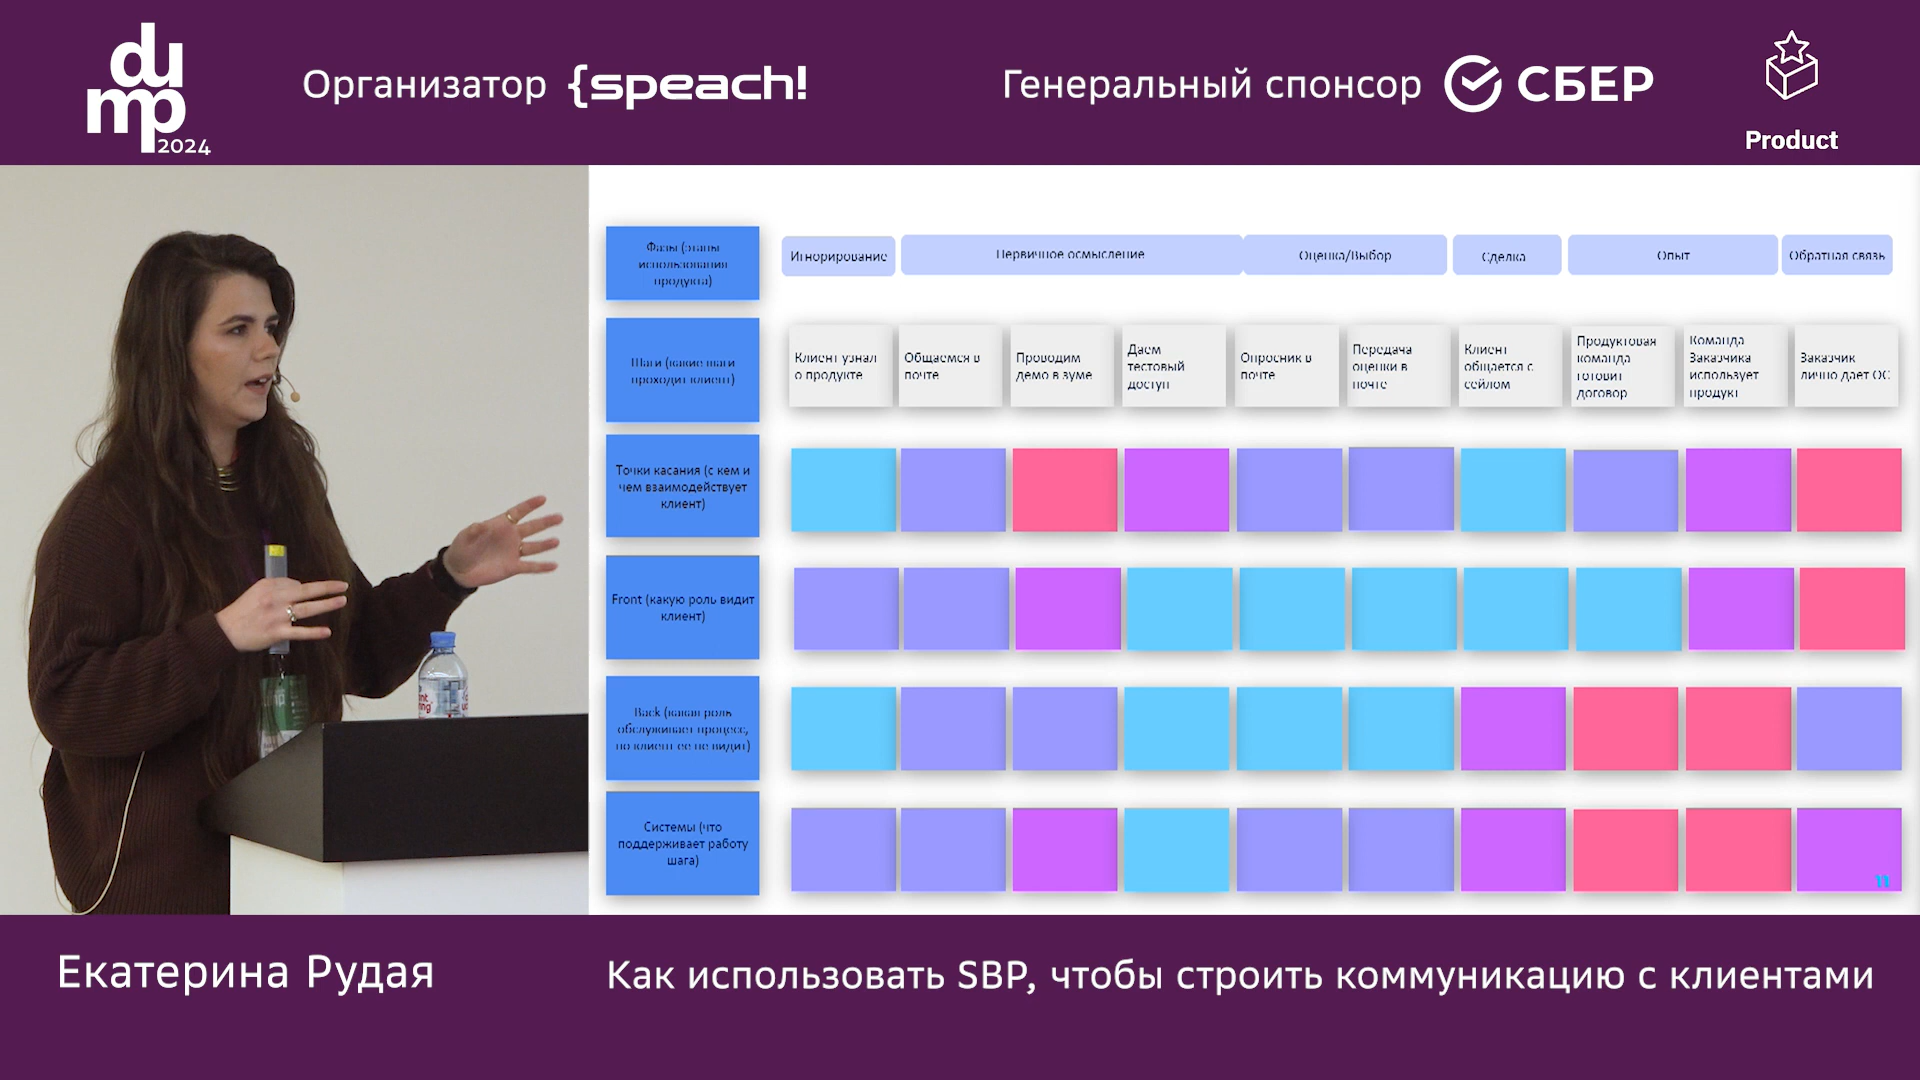 dump 2024
Организатор {speach!
Генеральный спонсор СБЕР
Product
Фазы (этапы
использования
продукта)
Игнорирование
Первичное осмысление
Оценка/Выбор
Сделка
Опыт
Обратная связь
Шаги (какие шаги
проходит клиент)
Клиент узнал
о продукте
Общаемся в
почте
Проводим
демо в зуме
Даем
тестовый
доступ
Опросник в
почте
Передача
оценки в
почте
Клиент
общается с
сейлом
Продуктовая
команда
готовит
договор
Команда
Заказчика
использует
продукт
Заказчик
лично дает ОС
Точки касания (с кем и
чем взаимодействует
клиент)
Front (какую роль видит
клиент)
Back (какая роль
обслуживает процесс,
но клиент ее не видит)
Системы (что
поддерживает работу
шага)
11
Екатерина Рудая
Как использовать SBP, чтобы строить коммуникацию с клиентами